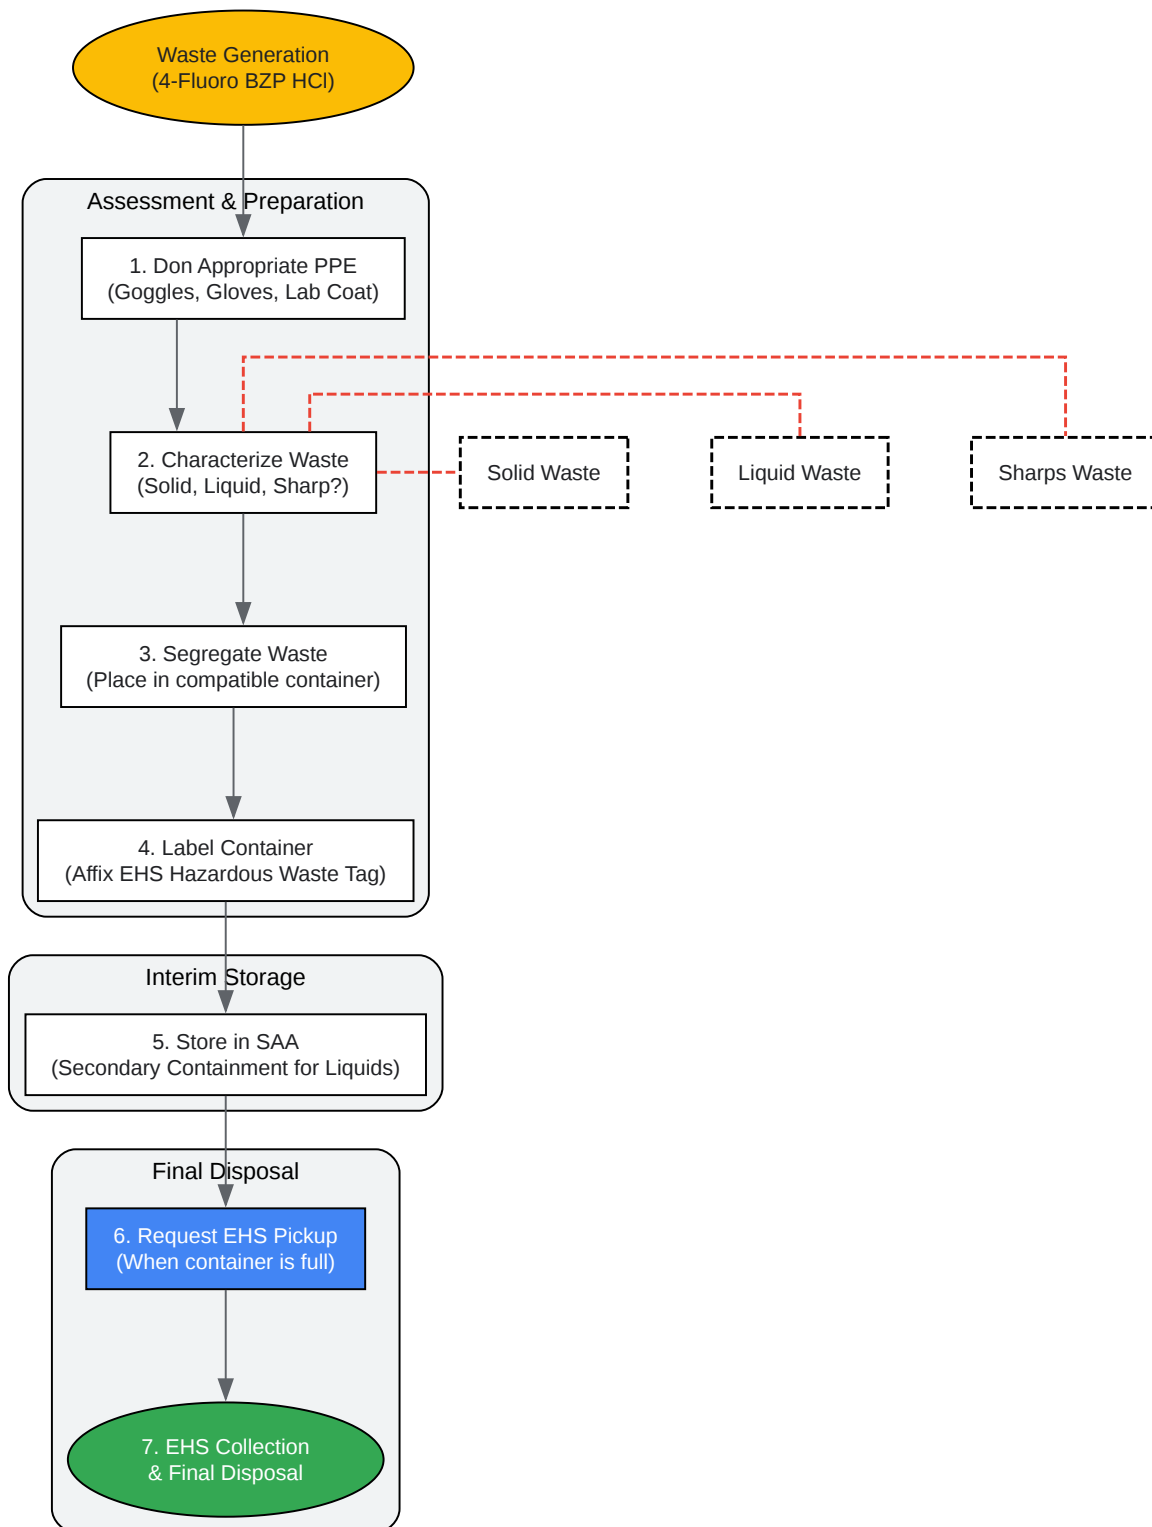 Waste Generation
(4-Fluoro BZP HCl)
Assessment & Preparation
1. Don Appropriate PPE
(Goggles, Gloves, Lab Coat)
2. Characterize Waste
(Solid, Liquid, Sharp?)
Solid Waste
Liquid Waste
Sharps Waste
3. Segregate Waste
(Place in compatible container)
4. Label Container
(Affix EHS Hazardous Waste Tag)
Interim Storage
5. Store in SAA
(Secondary Containment for Liquids)
Final Disposal
6. Request EHS Pickup
(When container is full)
7. EHS Collection
& Final Disposal